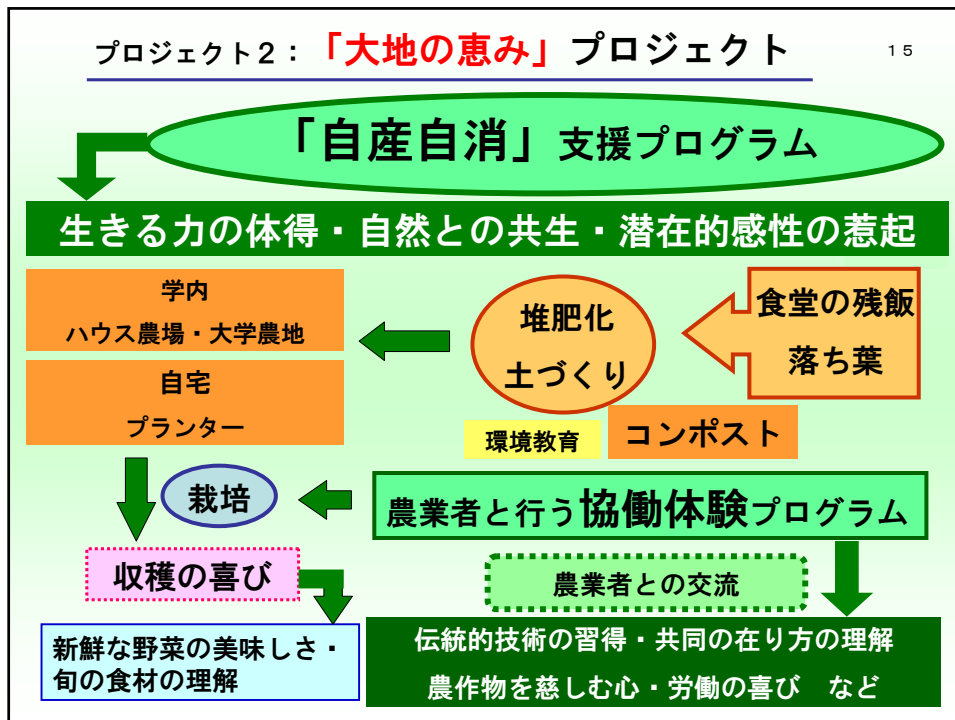 プロジェクト2：「大地の恵み」プロジェクト
15
「自産自消」支援プログラム
生きる力の体得・自然との共生・潜在的感性の惹起
学内
ハウス農場・大学農地
自宅
プランター
堆肥化
土づくり
食堂の残飯
落ち葉
環境教育
コンポスト
栽培
農業者と行う協働体験プログラム
収穫の喜び
農業者との交流
新鮮な野菜の美味しさ・
旬の食材の理解
伝統的技術の習得・共同の在り方の理解
農作物を慈しむ心・労働の喜び　など